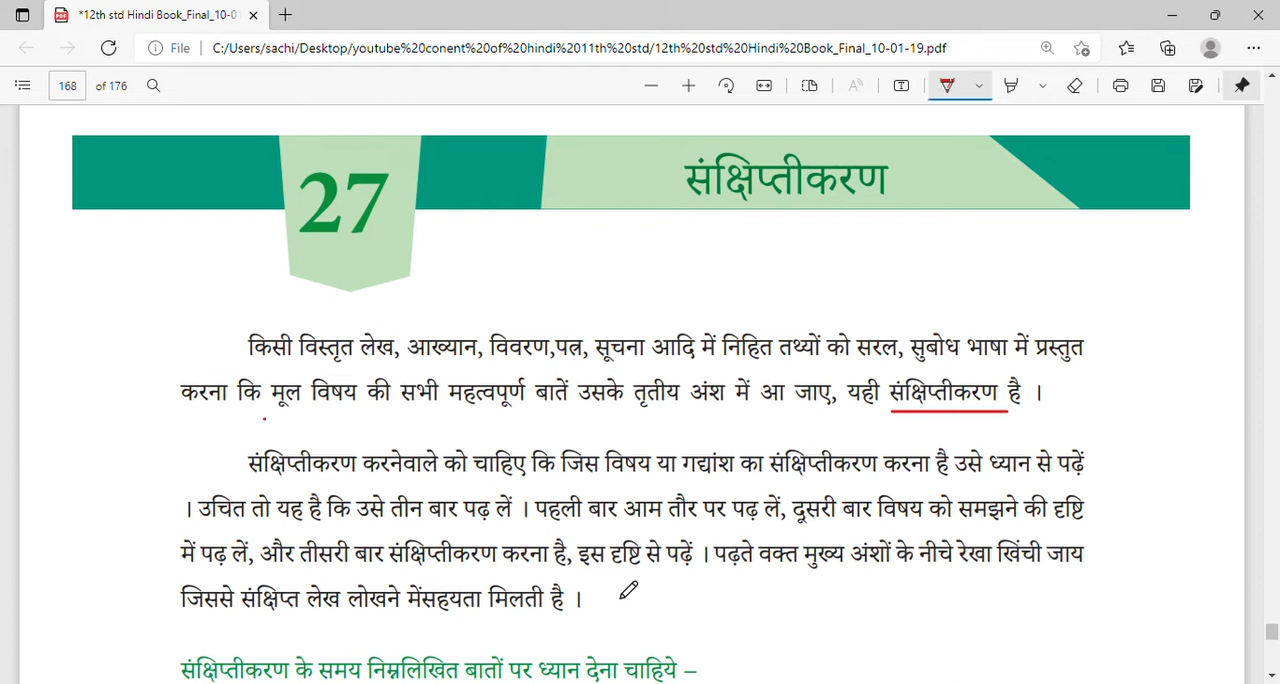 *12th std Hindi Book_Final_10-01
File
C:/Users/sachi/Desktop/youtube%20conent%20of%20hindi%2011th%20std/12th%20std%20Hindi%20Book_Final_10-01-19.pdf
168 of 176
27
संक्षिप्तीकरण
किसी विस्तृत लेख, आख्यान, विवरण,पत्र, सूचना आदि में निहित तथ्यों को सरल, सुबोध भाषा में प्रस्तुत
करना कि मूल विषय की सभी महत्वपूर्ण बातें उसके तृतीय अंश में आ जाए, यही संक्षिप्तीकरण है ।
संक्षिप्तीकरण करनेवाले को चाहिए कि जिस विषय या गद्यांश का संक्षिप्तीकरण करना है उसे ध्यान से पढ़ें
। उचित तो यह है कि उसे तीन बार पढ़ लें । पहली बार आम तौर पर पढ़ लें, दूसरी बार विषय को समझने की दृष्टि
में पढ़ लें, और तीसरी बार संक्षिप्तीकरण करना है, इस दृष्टि से पढ़ें । पढ़ते वक्त मुख्य अंशों के नीचे रेखा खिंची जाय
जिससे संक्षिप्त लेख लोखने मेंसहयता मिलती है ।
संक्षिप्तीकरण के समय निम्नलिखित बातों पर ध्यान देना चाहिये –